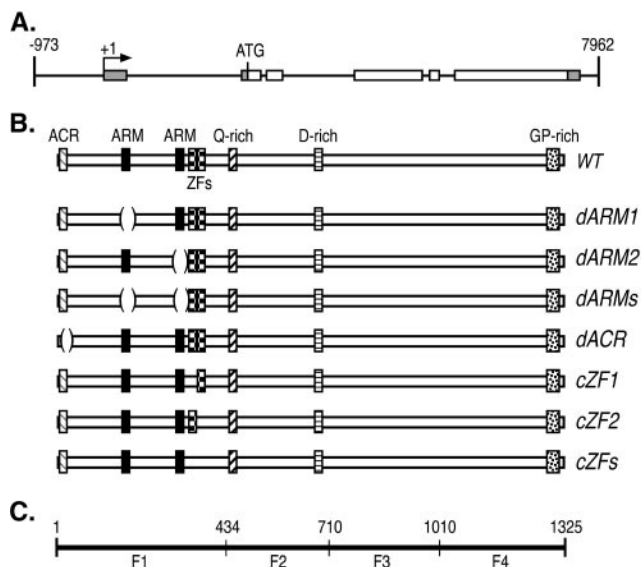 A.
-973 +1 ATG 7962
B.
ACR ARM ARM Q-rich D-rich GP-rich
WT
ZFs
dARM1
dARM2
dARMs
dACR
cZF1
cZF2
cZFs
C.
1 434 710 1010 1325
F1 F2 F3 F4